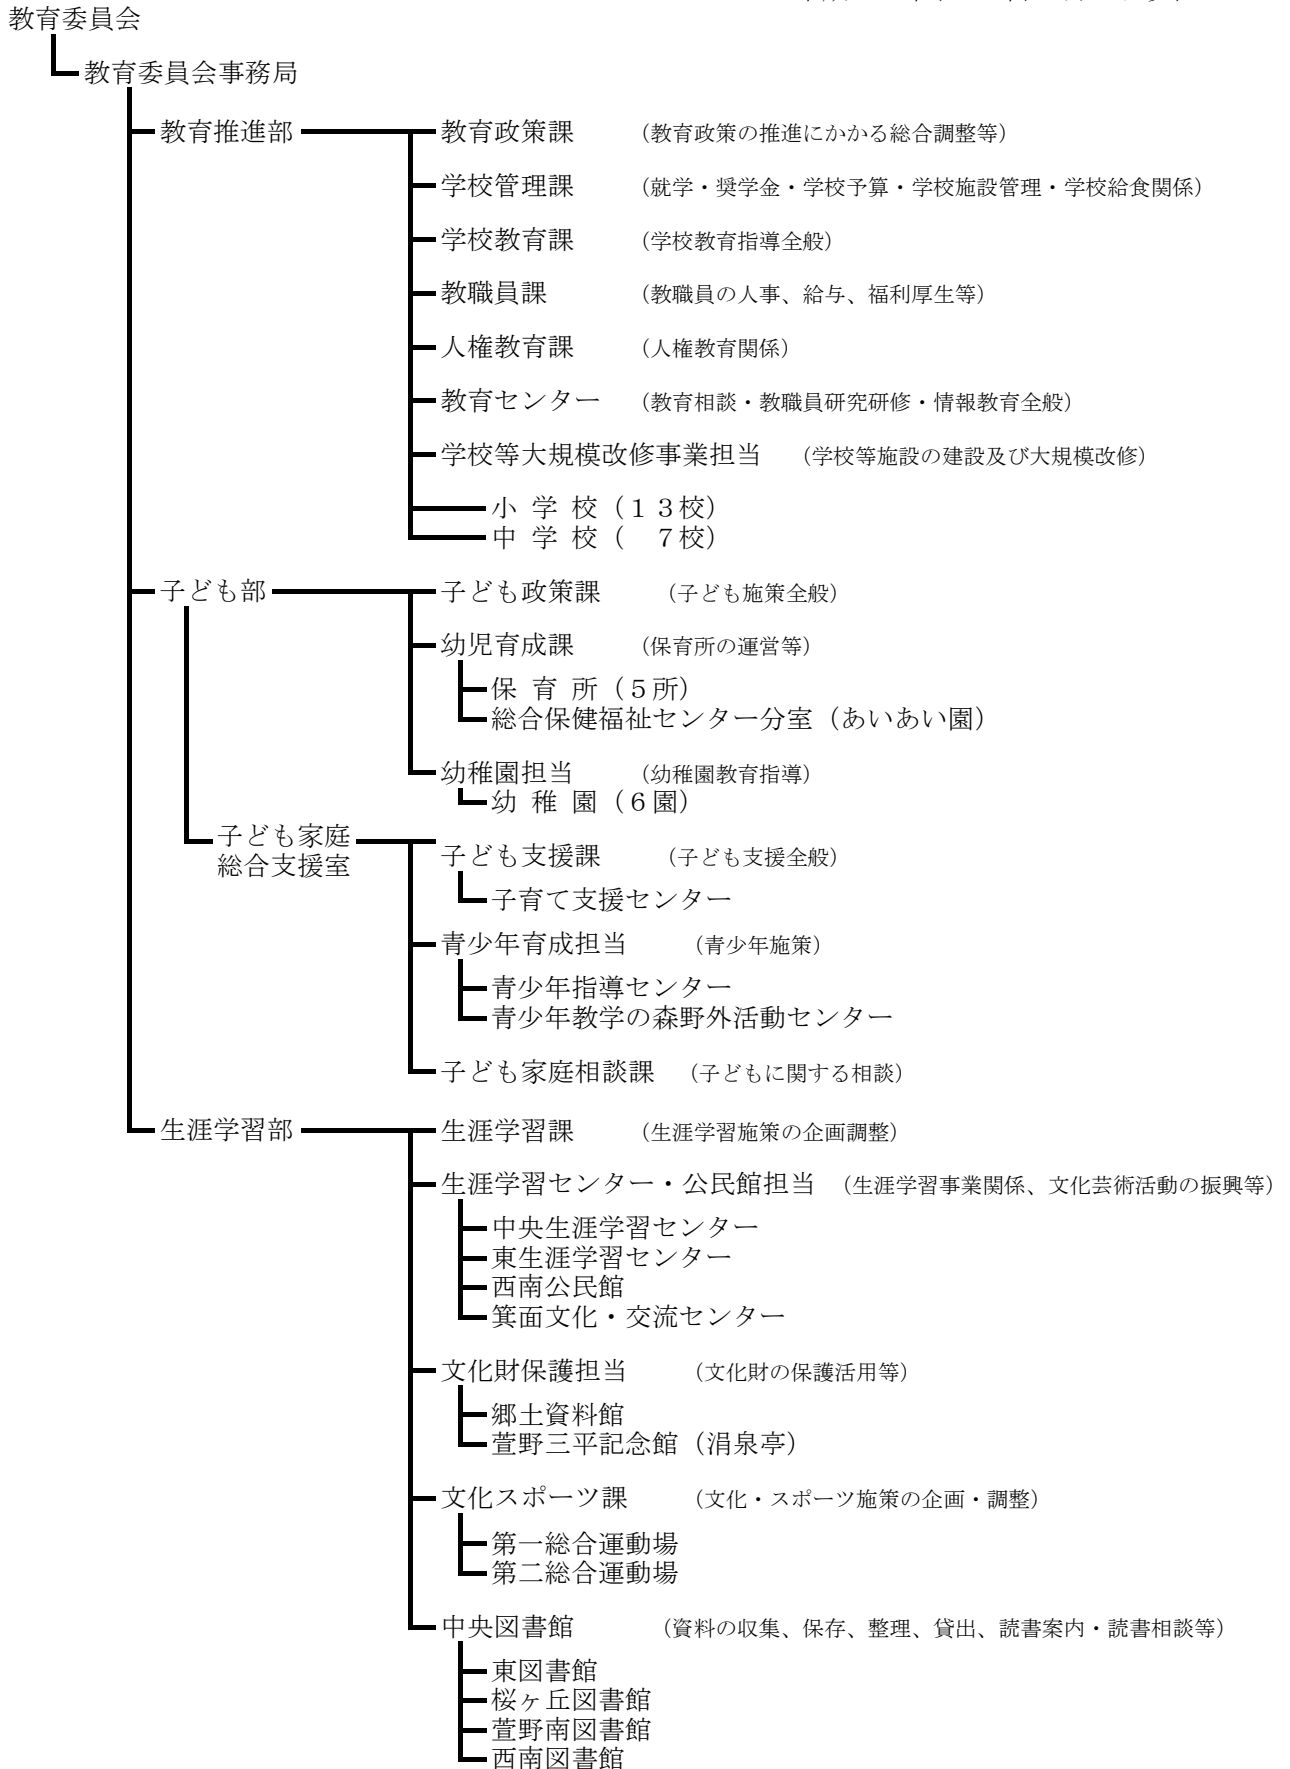 教育委員会
教育委員会事務局
教育推進部 教育政策課 （教育政策の推進にかかる総合調整等）
学校管理課 （就学・奨学金・学校予算・学校施設管理・学校給食関係）
学校教育課 （学校教育指導全般）
教職員課 （教職員の人事、給与、福利厚生等）
人権教育課 （人権教育関係）
教育センター （教育相談・教職員研究研修・情報教育全般）
学校等大規模改修事業担当 （学校等施設の建設及び大規模改修）
小 学 校（１３校）
中 学 校（　７校）
子ども部 子ども政策課 （子ども施策全般）
幼児育成課 （保育所の運営等）
保 育 所（５所）
総合保健福祉センター分室（あいあい園）
幼稚園担当 （幼稚園教育指導）
幼 稚 園（６園）
子ども家庭
総合支援室
子ども支援課 （子ども支援全般）
子育て支援センター
青少年育成担当 （青少年施策）
青少年指導センター
青少年教学の森野外活動センター
子ども家庭相談課 （子どもに関する相談）
生涯学習部 生涯学習課 （生涯学習施策の企画調整）
生涯学習センター・公民館担当 （生涯学習事業関係、文化芸術活動の振興等）
中央生涯学習センター
東生涯学習センター
西南公民館
箕面文化・交流センター
文化財保護担当 （文化財の保護活用等）
郷土資料館
萱野三平記念館（涓泉亭）
文化スポーツ課 （文化・スポーツ施策の企画・調整）
第一総合運動場
第二総合運動場
中央図書館 （資料の収集、保存、整理、貸出、読書案内・読書相談等）
東図書館
桜ヶ丘図書館
萱野南図書館
西南図書館